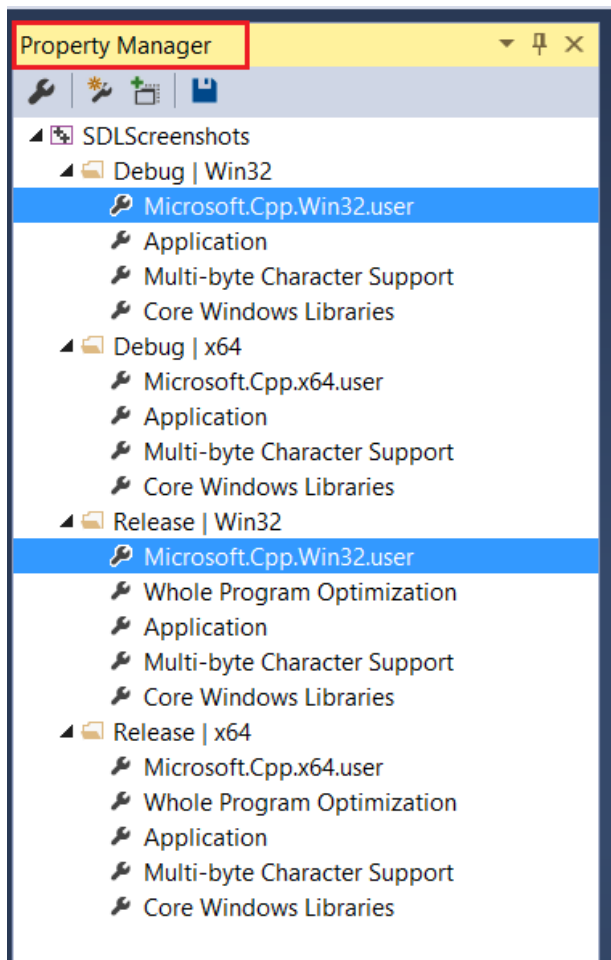 Property Manager
SDLScreenshots
Debug | Win32
Microsoft.Cpp.Win32.user
Application
Multi-byte Character Support
Core Windows Libraries
Debug | x64
Microsoft.Cpp.x64.user
Application
Multi-byte Character Support
Core Windows Libraries
Release | Win32
Microsoft.Cpp.Win32.user
Whole Program Optimization
Application
Multi-byte Character Support
Core Windows Libraries
Release | x64
Microsoft.Cpp.x64.user
Whole Program Optimization
Application
Multi-byte Character Support
Core Windows Libraries